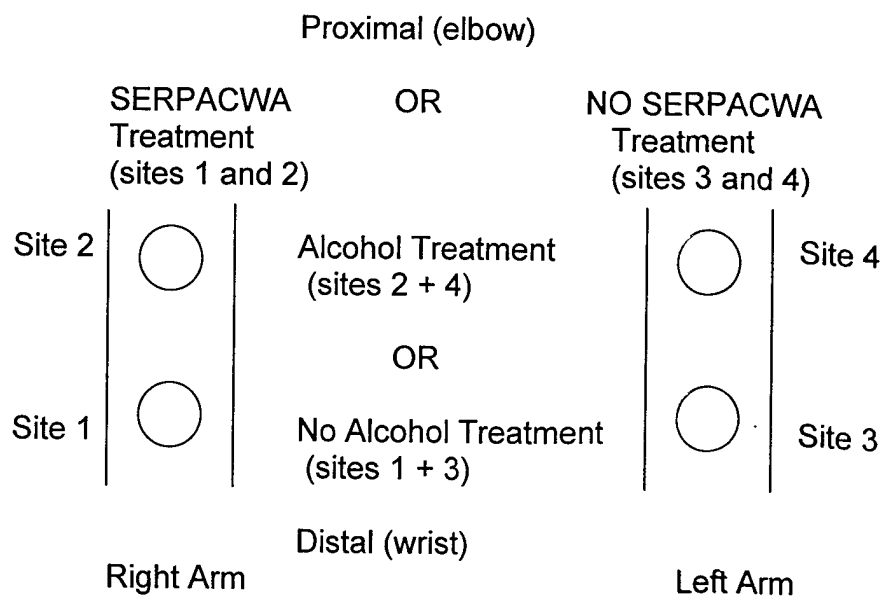 Proximal (elbow)
SERPACWA OR NO SERPACWA
Treatment Treatment
(sites 1 and 2) (sites 3 and 4)
Site 2 Alcohol Treatment Site 4
(sites 2 + 4)
OR
Site 1 No Alcohol Treatment Site 3
(sites 1 + 3)
Distal (wrist)
Right Arm Left Arm